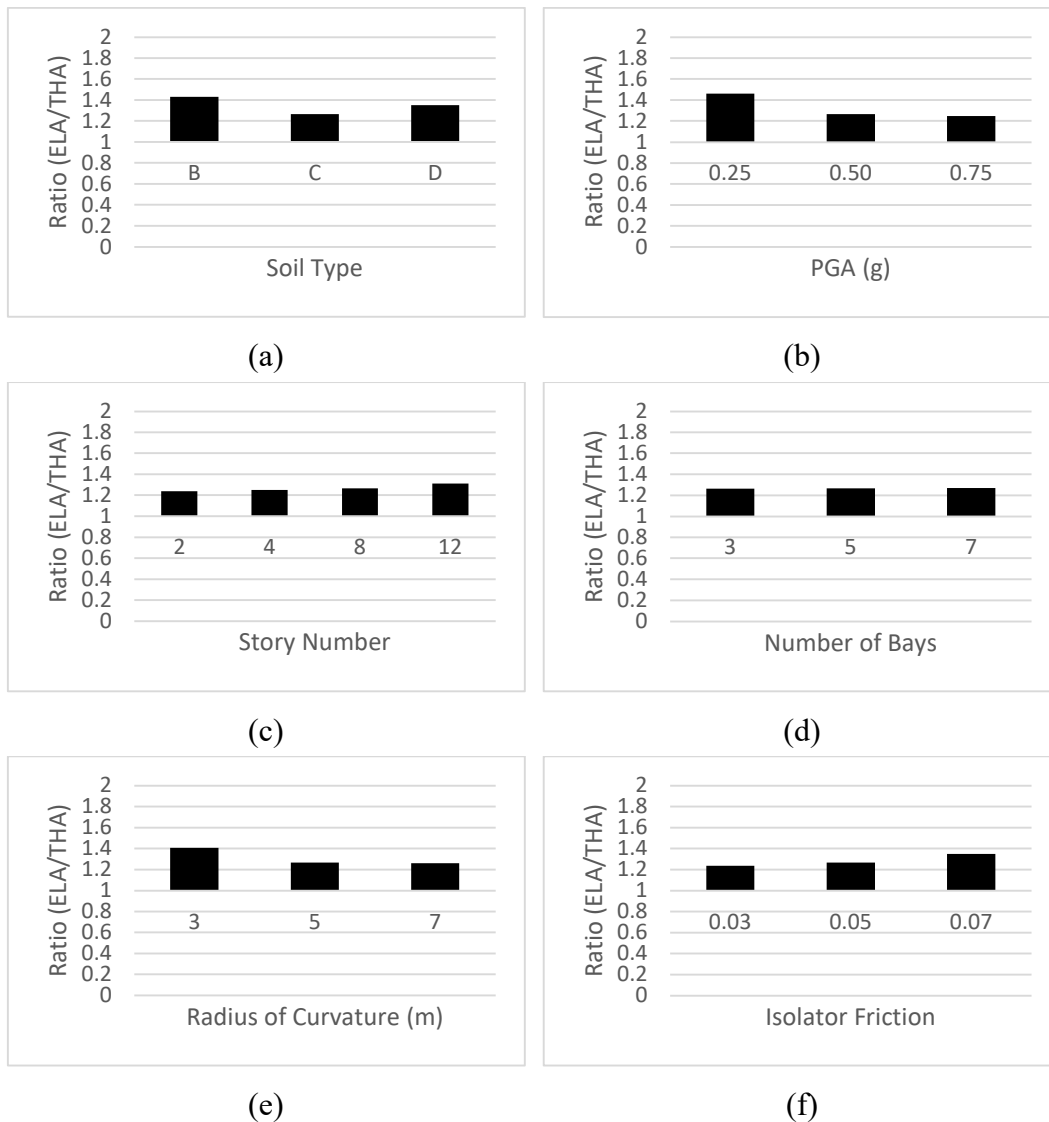 2
1.8
1.6
1.4
1.2
1
0.8
0.6
0.4
0.2
0
Ratio (ELA/THA)
B C D
Soil Type
(a)
2
1.8
1.6
1.4
1.2
1
0.8
0.6
0.4
0.2
0
Ratio (ELA/THA)
0.25 0.50 0.75
PGA (g)
(b)
2
1.8
1.6
1.4
1.2
1
0.8
0.6
0.4
0.2
0
Ratio (ELA/THA)
2 4 8 12
Story Number
(c)
2
1.8
1.6
1.4
1.2
1
0.8
0.6
0.4
0.2
0
Ratio (ELA/THA)
3 5 7
Number of Bays
(d)
2
1.8
1.6
1.4
1.2
1
0.8
0.6
0.4
0.2
0
Ratio (ELA/THA)
3 5 7
Radius of Curvature (m)
(e)
2
1.8
1.6
1.4
1.2
1
0.8
0.6
0.4
0.2
0
Ratio (ELA/THA)
0.03 0.05 0.07
Isolator Friction
(f)